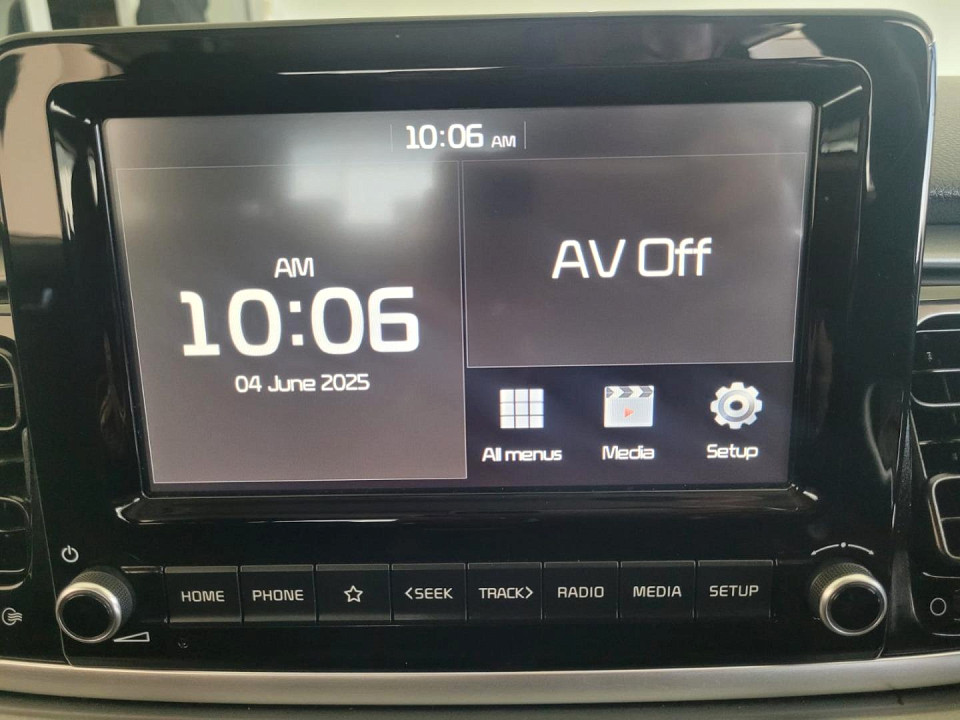 10:06 AM
AM
10:06
04 June 2025
AV Off
All menus Media Setup
HOME PHONE <SEEK TRACK> RADIO MEDIA SETUP